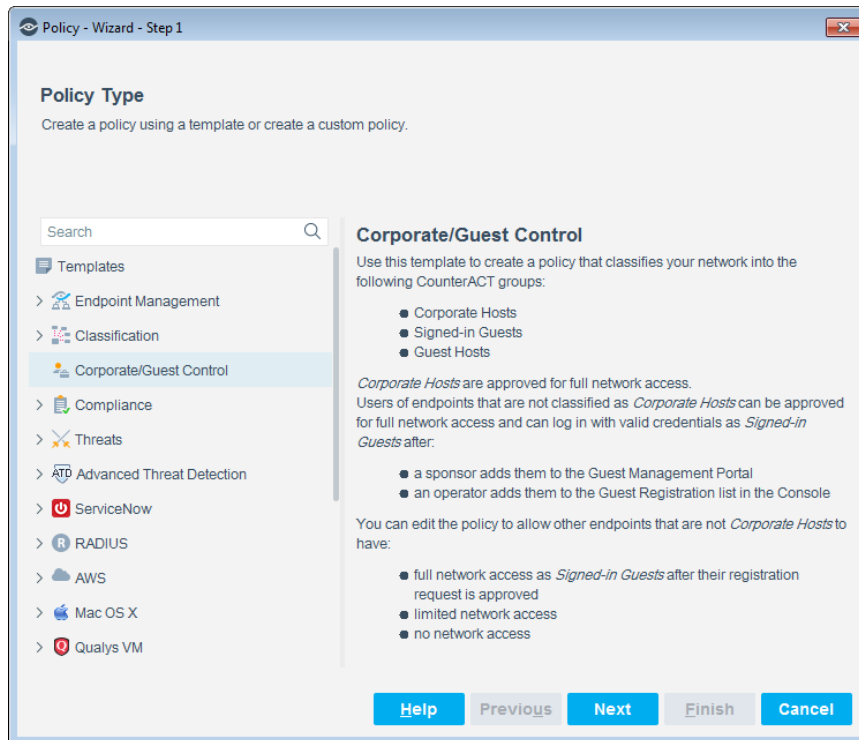 Policy - Wizard - Step 1
Policy Type
Create a policy using a template or create a custom policy.
Search
Templates
Endpoint Management
Classification
Corporate/Guest Control
Compliance
Threats
ATD Advanced Threat Detection
ServiceNow
R RADIUS
AWS
Mac OS X
Q Qualys VM
Corporate/Guest Control
Use this template to create a policy that classifies your network into the
following CounterACT groups:
Corporate Hosts
Signed-in Guests
Guest Hosts
Corporate Hosts are approved for full network access.
Users of endpoints that are not classified as Corporate Hosts can be approved
for full network access and can log in with valid credentials as Signed-in
Guests after:
a sponsor adds them to the Guest Management Portal
an operator adds them to the Guest Registration list in the Console
You can edit the policy to allow other endpoints that are not Corporate Hosts to
have:
full network access as Signed-in Guests after their registration
request is approved
limited network access
no network access
Help
Previous
Next
Finish
Cancel